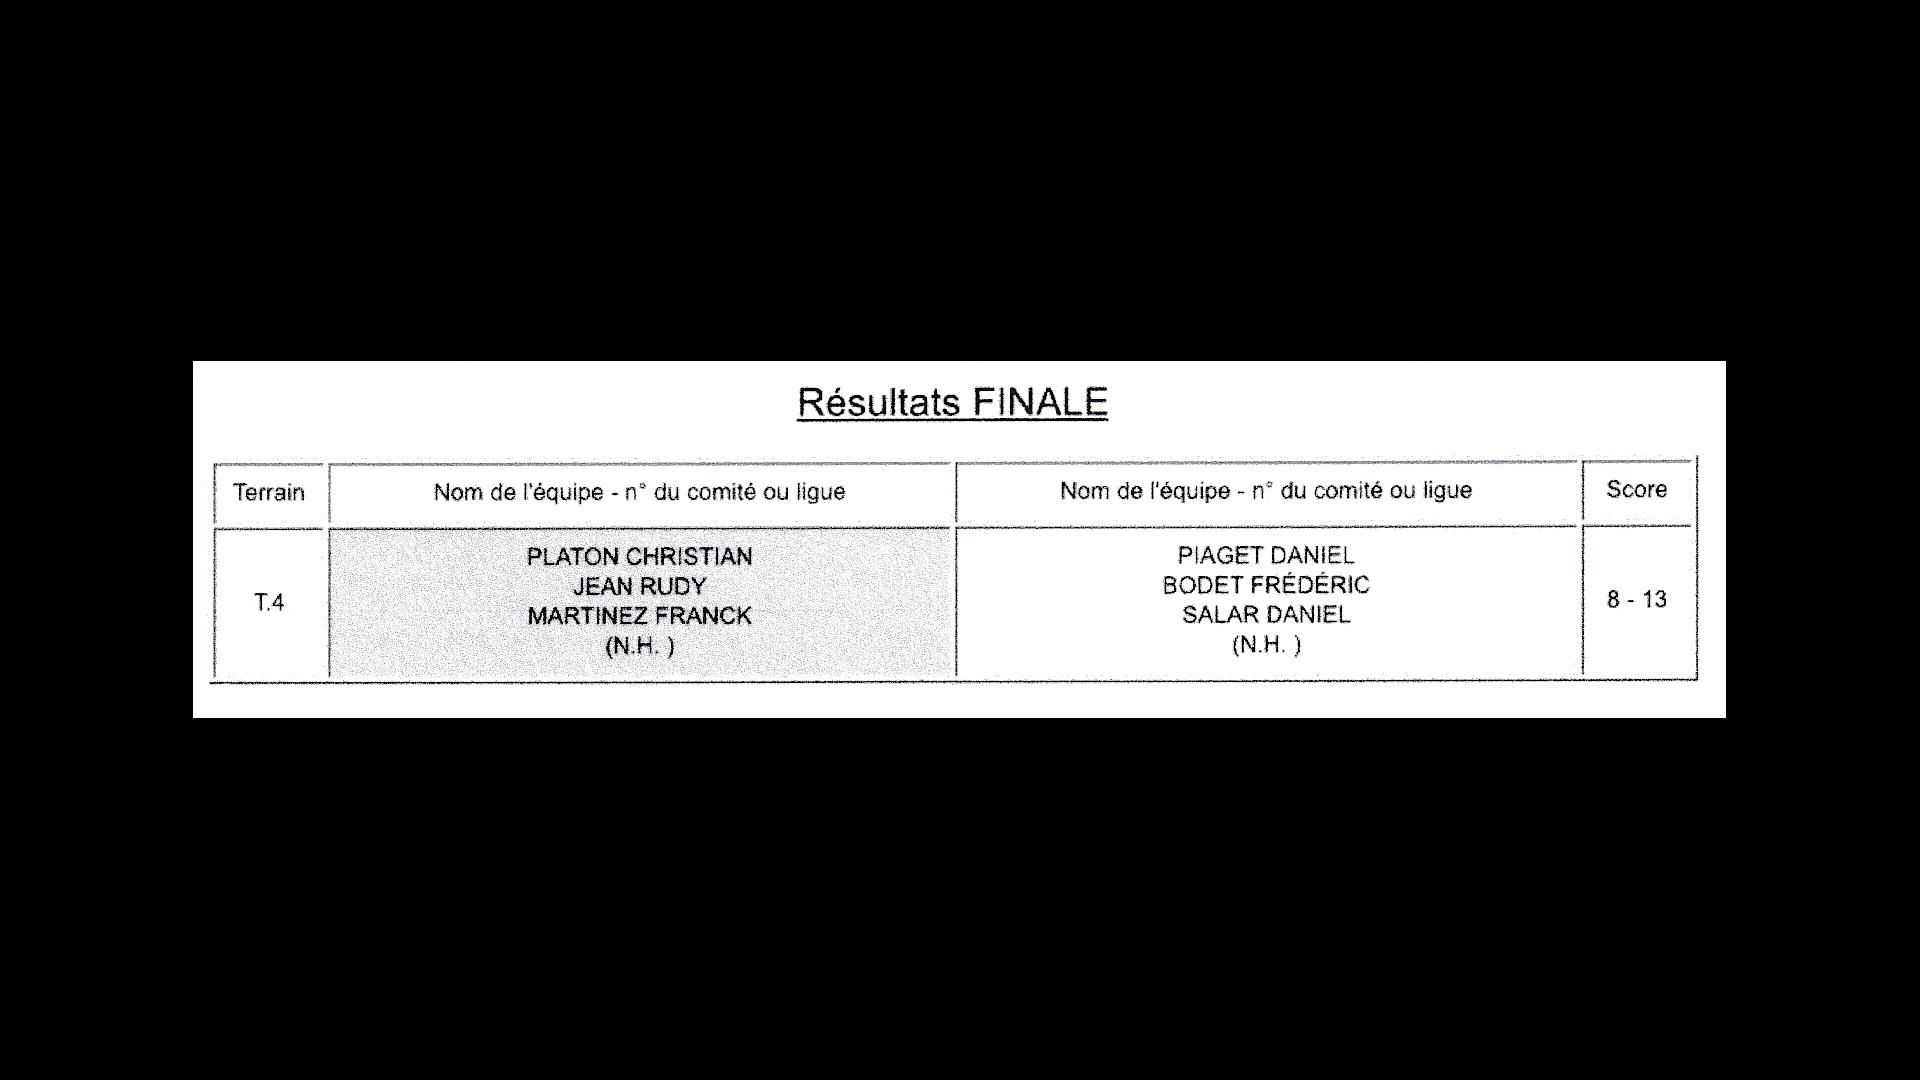 Résultats FINALE
Terrain
Nom de l'équipe - n° du comité ou ligue
Nom de l'équipe - n° du comité ou ligue
Score
T.4
PLATON CHRISTIAN
JEAN RUDY
MARTINEZ FRANCK
(N.H. )
PIAGET DANIEL
BODET FRÉDÉRIC
SALAR DANIEL
(N.H. )
8 - 13